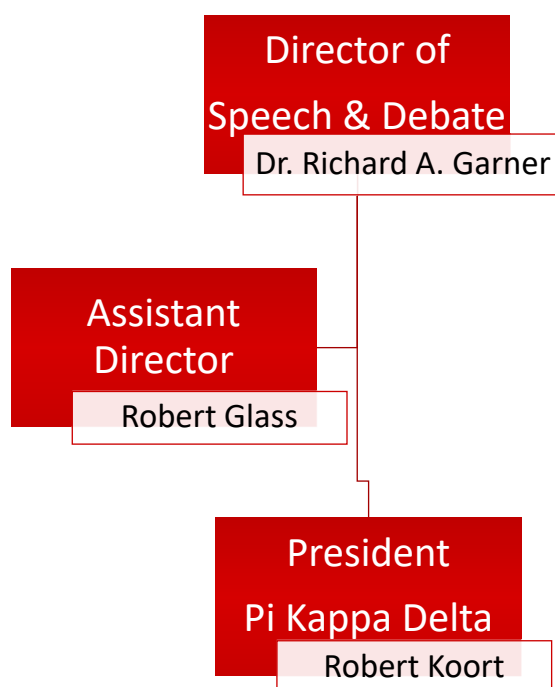 Director of
Speech & Debate
Dr. Richard A. Garner
Assistant
Director
Robert Glass
President
Pi Kappa Delta
Robert Koort